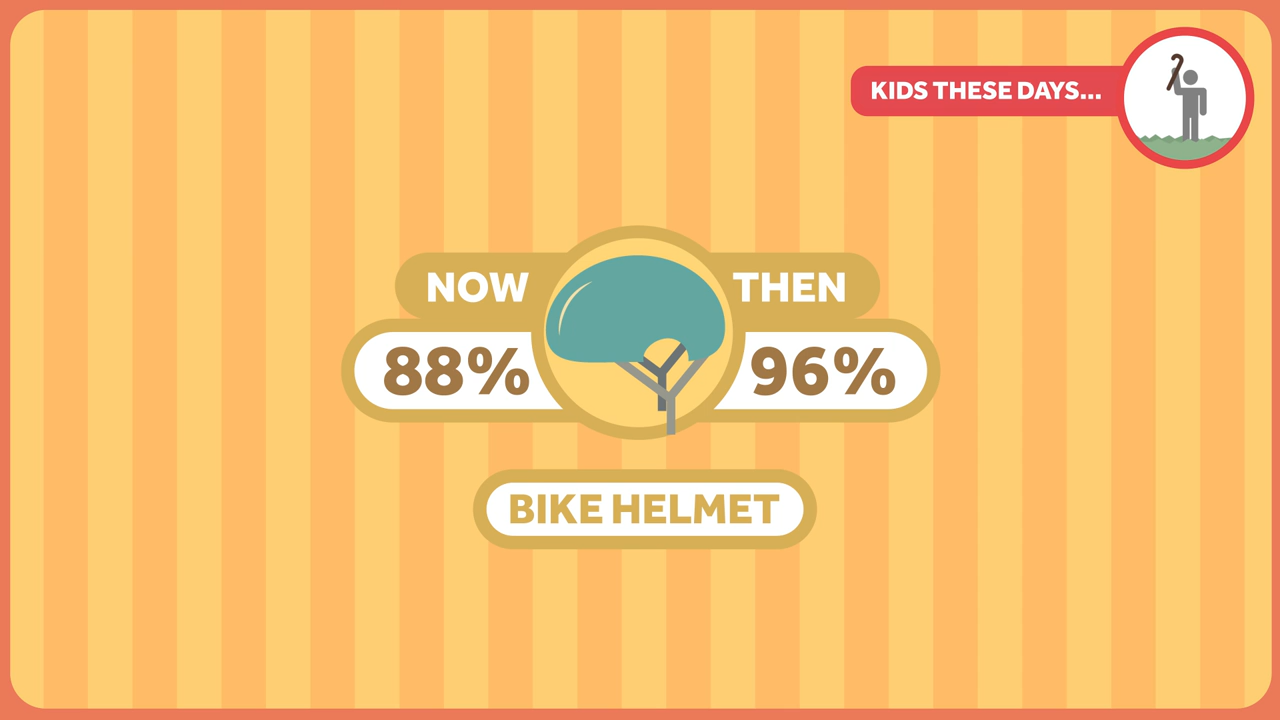 KIDS THESE DAYS...
NOW
THEN
88%
96%
BIKE HELMET